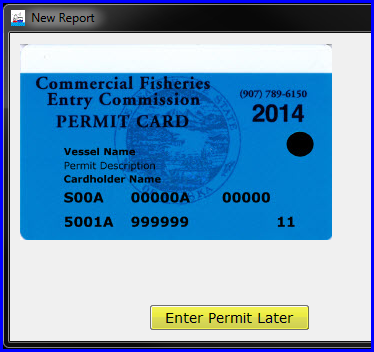 New Report
Commercial Fisheries
Entry Commission
(907) 789-6150
PERMIT CARD
2014
Vessel Name
Permit Description
Cardholder Name
S00A 00000A 00000
5001A 999999 11
Enter Permit Later